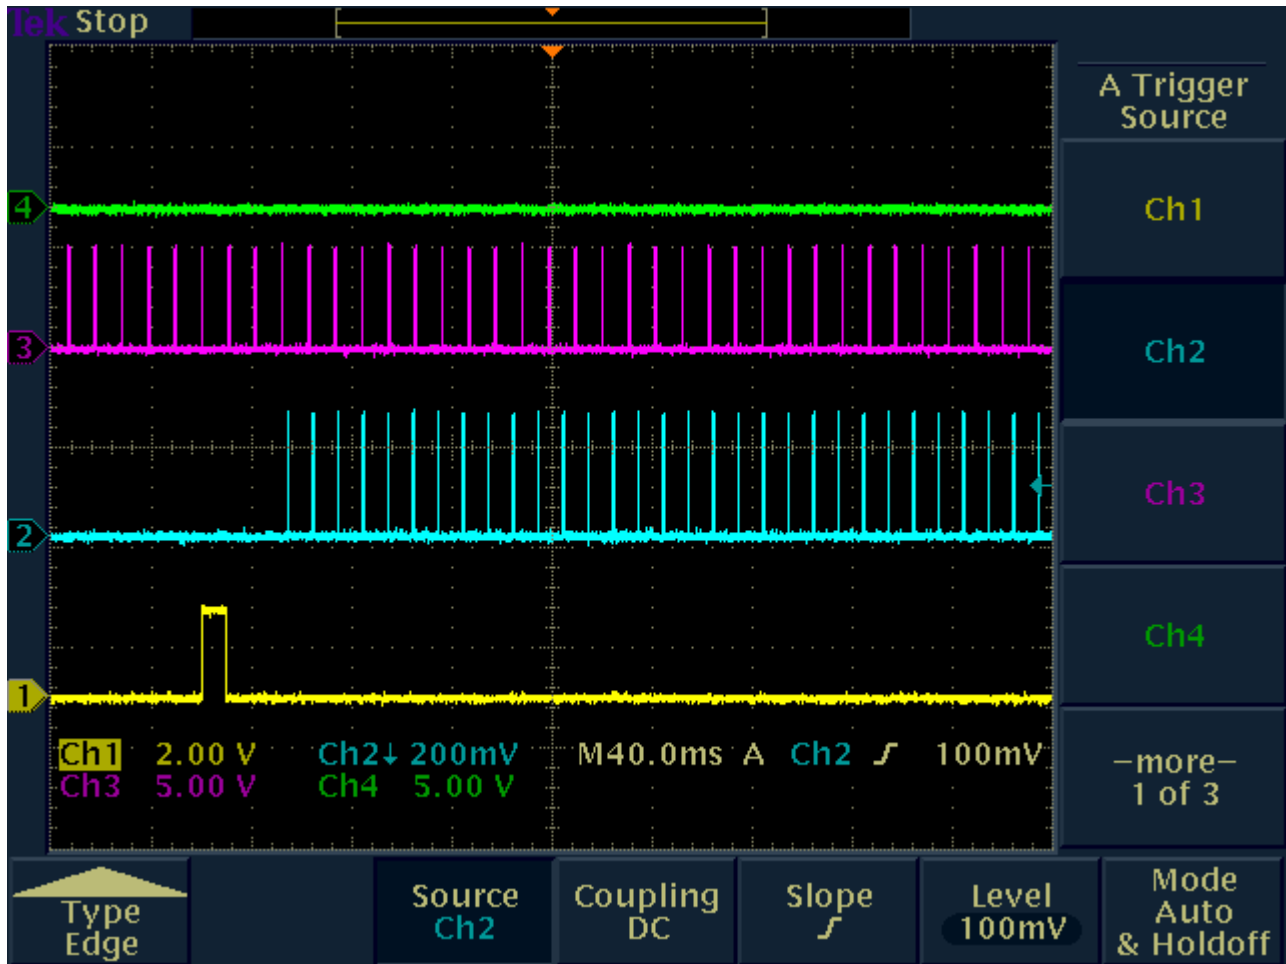 Tek Stop
A Trigger
Source
Ch1
Ch2
Ch3
Ch4
-more-
1 of 3
4
3
2
1
Ch1 2.00 V Ch2↓ 200mV M40.0ms A Ch2 ʃ 100mV
Ch3 5.00 V Ch4 5.00 V
Type
Edge
Source
Ch2
Coupling
DC
Slope
ʃ
Level
100mV
Mode
Auto
& Holdoff